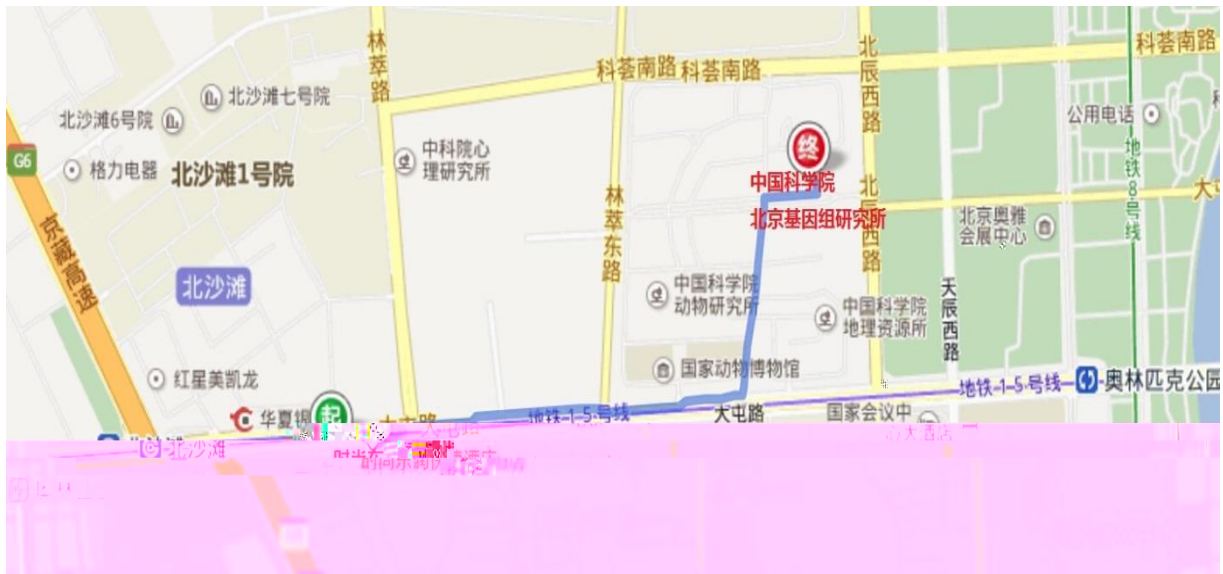 林萃路
科荟南路
科荟南路
北辰西路
科荟南路
北沙滩七号院
北沙滩6号院
公用电话
G6
格力电器
北沙滩1号院
中科院心
理研究所
终
地铁8号线
中国科学院
北京基因组研究所
林萃东路
北辰西路
北京奥雅
会展中心
京藏高速
北沙滩
中国科学院
动物研究所
中国科学院
地理资源所
天辰西路
红星美凯龙
国家动物博物馆
地铁15号线
奥林匹克公园
华夏锦
起
大屯路
地铁15号线
大屯路
国家会议中
北沙滩
大酒店